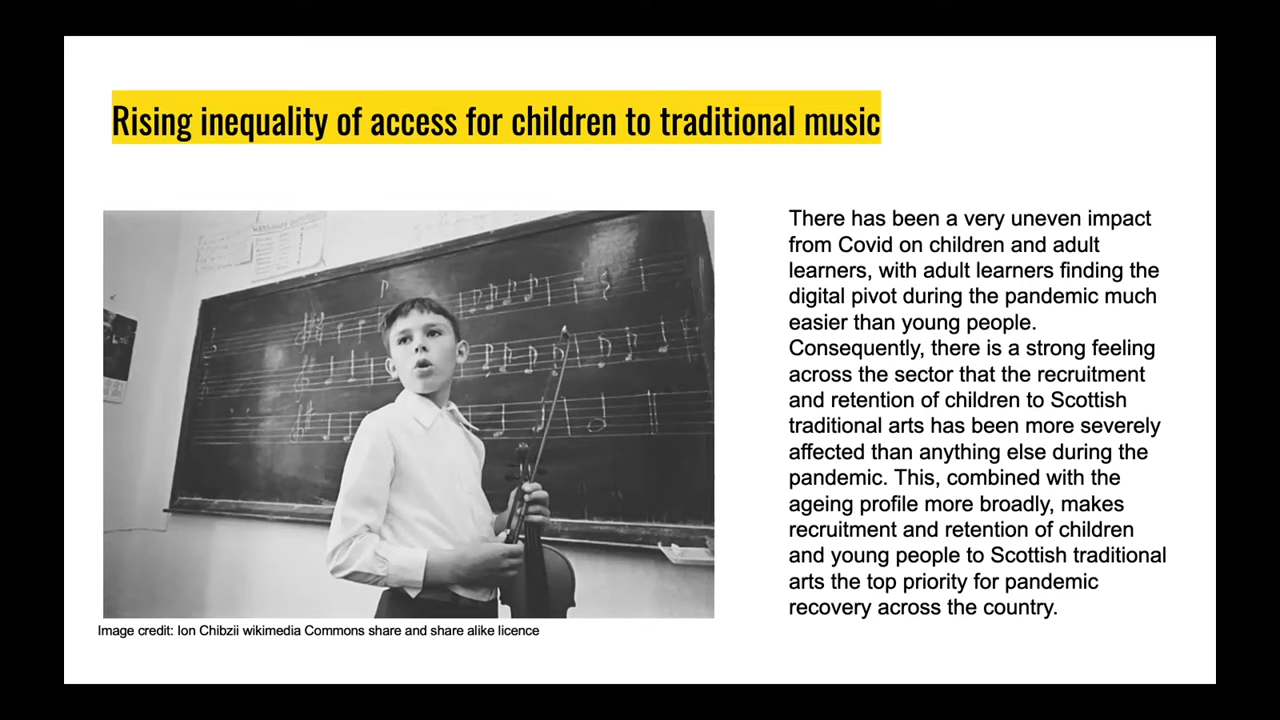 Rising inequality of access for children to traditional music
There has been a very uneven impact
from Covid on children and adult
learners, with adult learners finding the
digital pivot during the pandemic much
easier than young people.
Consequently, there is a strong feeling
across the sector that the recruitment
and retention of children to Scottish
traditional arts has been more severely
affected than anything else during the
pandemic. This, combined with the
ageing profile more broadly, makes
recruitment and retention of children
and young people to Scottish traditional
arts the top priority for pandemic
recovery across the country.
Image credit: Ion Chibzii wikimedia Commons share and share alike licence